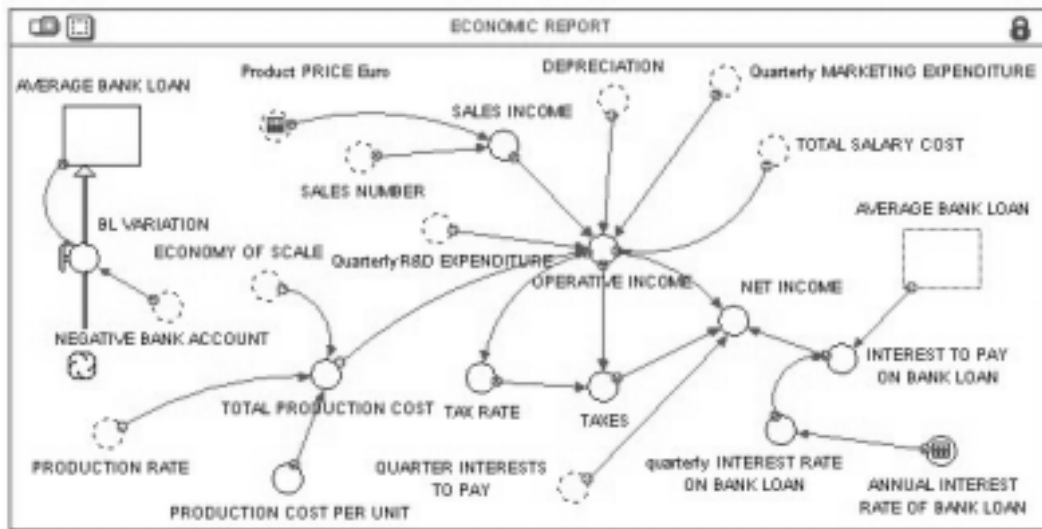 ECONOMIC REPORT
AVERAGE BANK LOAN
Product PRICE Euro
DEPRECIATION
Quarterly MARKETING EXPENDITURE
SALES INCOME
TOTAL SALARY COST
SALES NUMBER
BL VARIATION
AVERAGE BANK LOAN
ECONOMY OF SCALE
Quarterly R&D EXPENDITURE
OPERATIVE INCOME
NET INCOME
NEGATIVE BANK ACCOUNT
INTEREST TO PAY
ON BANK LOAN
TOTAL PRODUCTION COST
TAX RATE
TAXES
PRODUCTION RATE
QUARTER INTERESTS
TO PAY
quarterly INTEREST RATE
ON BANK LOAN
ANNUAL INTEREST
RATE OF BANK LOAN
PRODUCTION COST PER UNIT